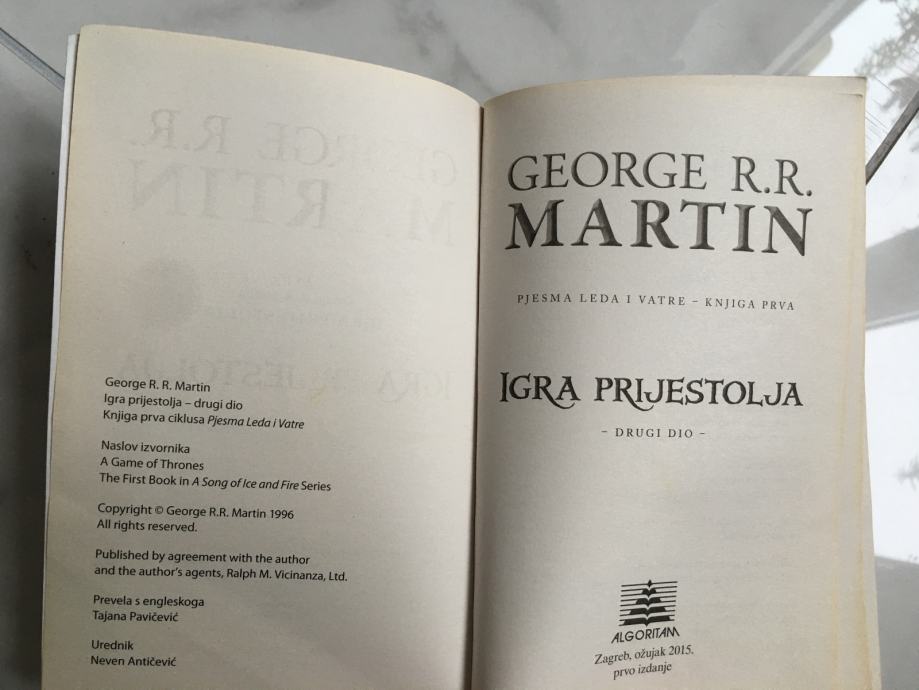 George R. R. Martin
Igra prijestolja – drugi dio
Knjiga prva ciklusa Pjesma Leda i Vatre
Naslov izvornika
A Game of Thrones
The First Book in A Song of Ice and Fire Series
Copyright © George R.R. Martin 1996
All rights reserved.
Published by agreement with the author
and the author's agents, Ralph M. Vicinanza, Ltd.
Prevela s engleskoga
Tajana Pavičević
Urednik
Neven Antičević
GEORGE R.R.
MARTIN
PJESMA LEDA I VATRE – KNJIGA PRVA
IGRA PRIJESTOLJA
– DRUGI DIO –
ALGORITAM
Zagreb, ožujak 2015.
prvo izdanje